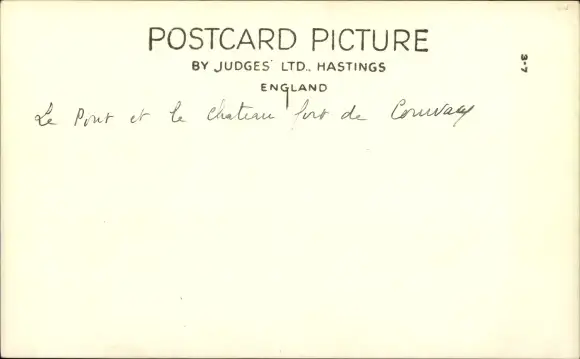 POSTCARD PICTURE
BY JUDGES' LTD., HASTINGS
ENGLAND
3-7
Le Pont et le Chateau fort de Conway